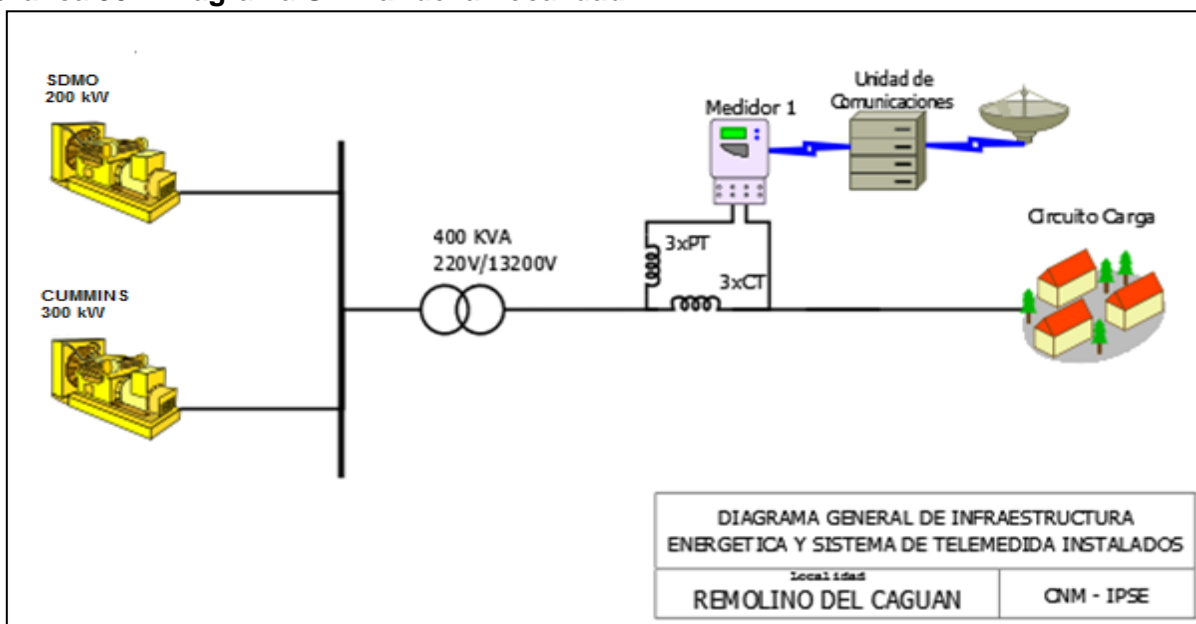 SDMO
200 kW
CUMMINS
300 kW
400 KVA
220V/13200V
Medidor 1
Unidad de
Comunicaciones
3xPT
3xCT
Circuito Carga
DIAGRAMA GENERAL DE INFRAESTRUCTURA
ENERGETICA Y SISTEMA DE TELEMEDIDA INSTALADOS
Localidad
REMOLINO DEL CAGUAN
CNM - IPSE